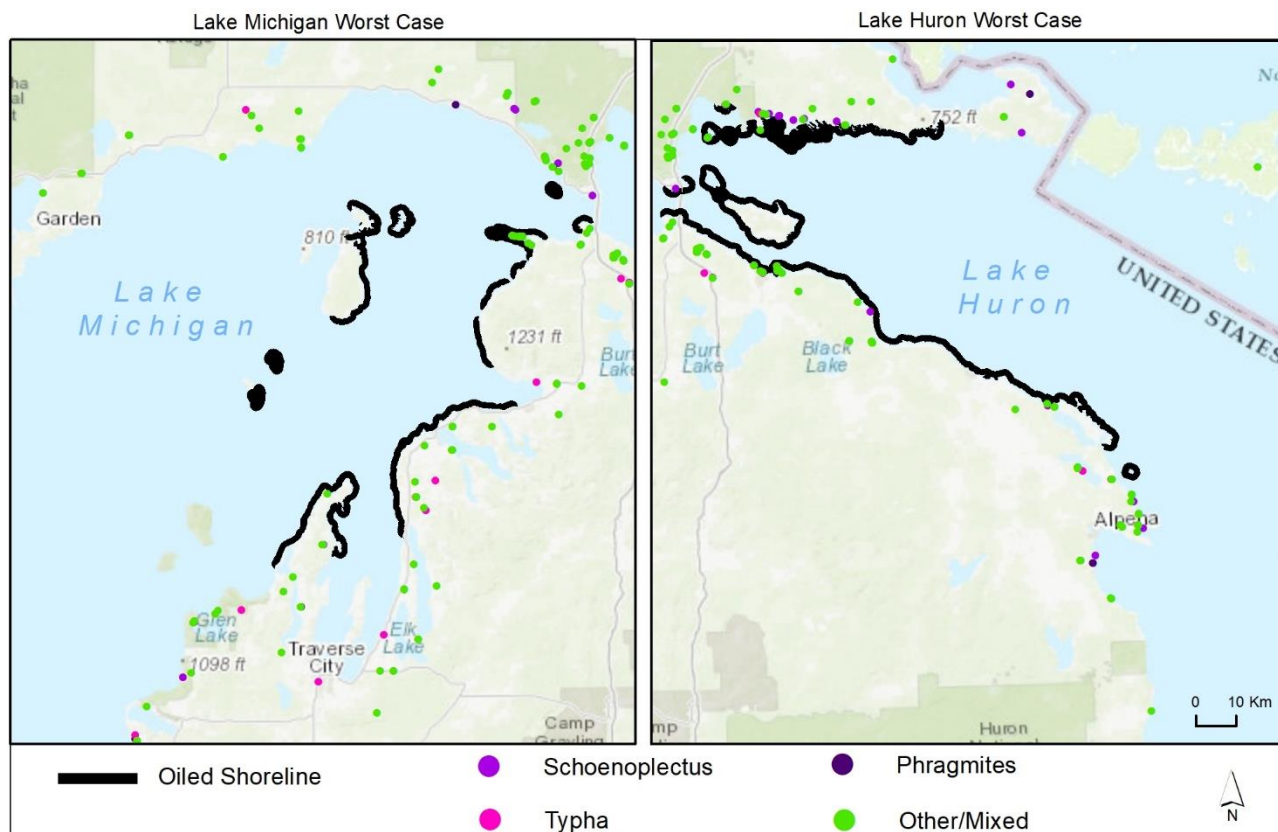 Lake Michigan Worst Case
Lake Huron Worst Case
Garden
810 ft
Lake
Michigan
1231 ft
Burt
Lake
Glen
Lake
Elk
Lake
Traverse
City
1098 ft
Camp
Grayling
752 ft
Lake
Huron
UNITED STATES
Burt
Lake
Black
Lake
Alpena
Huron
0 10 Km
Oiled Shoreline
Schoenoplectus
Phragmites
Typha
Other/Mixed
N